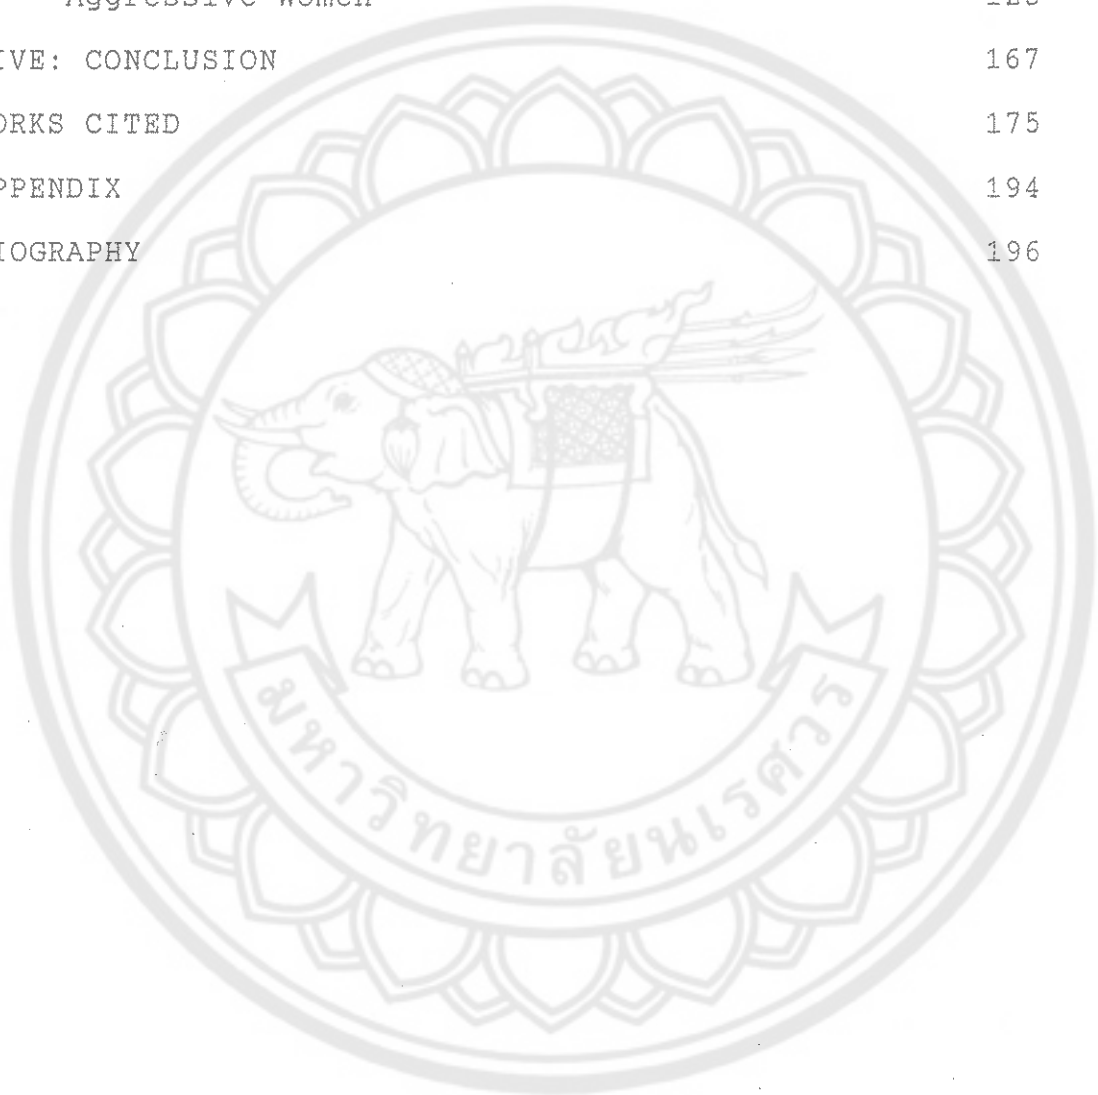 Aggressive Women
IVE: CONCLUSION 167
ORKS CITED 175
PPENDIX 194
IOGRAPHY 196
มหาวิทยาลัยนเรศวร